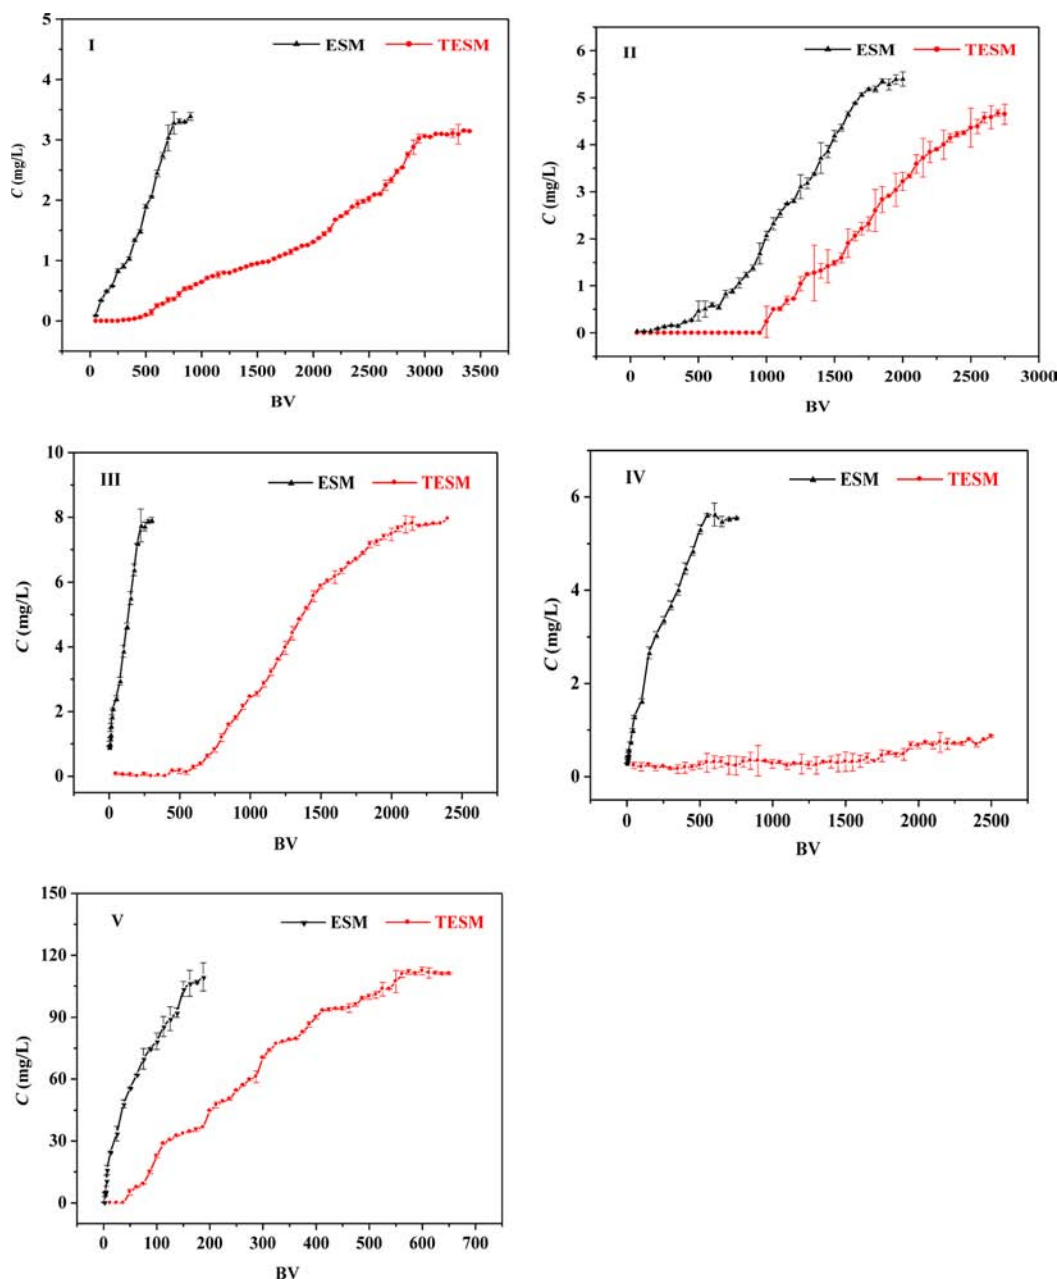 I
ESM
TESM
5
4
3
2
1
0
C (mg/L)
0 500 1000 1500 2000 2500 3000 3500
BV
II
ESM
TESM
6
5
4
3
2
1
0
C (mg/L)
0 500 1000 1500 2000 2500 3000
BV
III
ESM
TESM
10
8
6
4
2
0
C (mg/L)
0 500 1000 1500 2000 2500
BV
IV
ESM
TESM
6
4
2
0
C (mg/L)
0 500 1000 1500 2000 2500
BV
V
ESM
TESM
150
120
90
60
30
0
C (mg/L)
0 100 200 300 400 500 600 700
BV